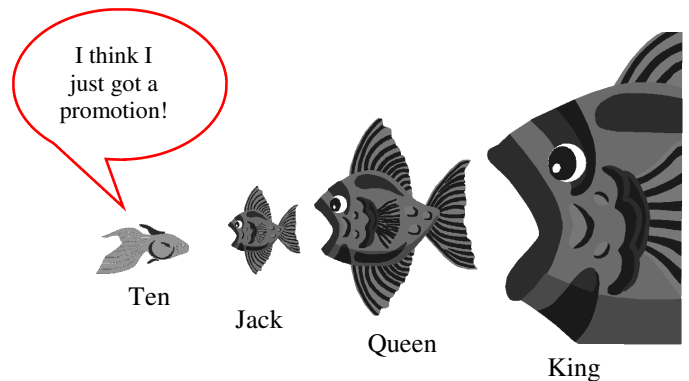 I think I
just got a
promotion!
Ten
Jack
Queen
King